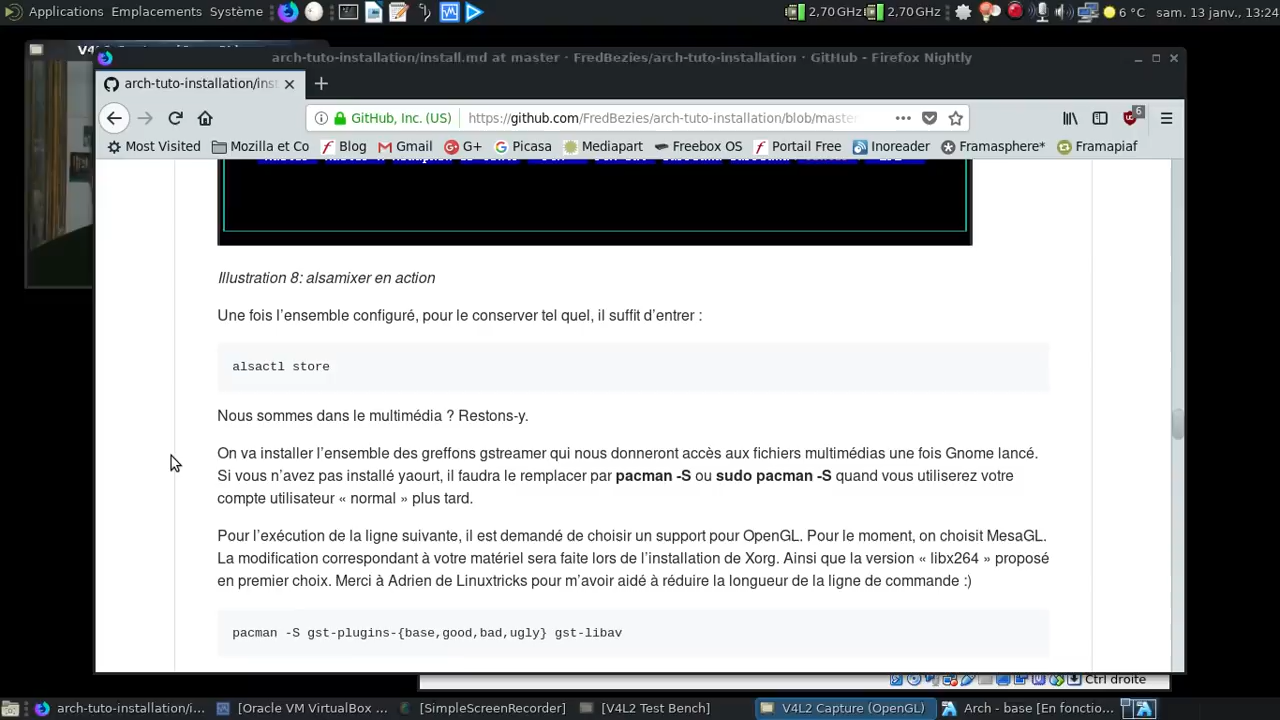 Applications Emplacements Système 2,70 GHz 2,70 GHz 6 °C sam. 13 janv., 13:24
arch-tuto-installation/install.md at master · FredBezies/arch-tuto-installation · GitHub - Firefox Nightly
arch-tuto-installation/inst
GitHub, Inc. (US) https://github.com/FredBezies/arch-tuto-installation/blob/master 6
Most Visited Mozilla et Co Blog Gmail G+ Picasa Mediapart Freebox OS Portail Free Inoreader Framasphere* Framapiaf
Illustration 8: alsamixer en action
Une fois l’ensemble configuré, pour le conserver tel quel, il suffit d’entrer :
alsactl store
Nous sommes dans le multimédia ? Restons-y.
On va installer l’ensemble des greffons gstreamer qui nous donneront accès aux fichiers multimédias une fois Gnome lancé.
Si vous n’avez pas installé yaourt, il faudra le remplacer par pacman -S ou sudo pacman -S quand vous utiliserez votre
compte utilisateur « normal » plus tard.
Pour l’exécution de la ligne suivante, il est demandé de choisir un support pour OpenGL. Pour le moment, on choisit MesaGL.
La modification correspondant à votre matériel sera faite lors de l’installation de Xorg. Ainsi que la version « libx264 » proposé
en premier choix. Merci à Adrien de Linuxtricks pour m’avoir aidé à réduire la longueur de la ligne de commande :)
pacman -S gst-plugins-{base,good,bad,ugly} gst-libav
Ctrl droite
arch-tuto-installation/i... [Oracle VM VirtualBox ... [SimpleScreenRecorder] [V4L2 Test Bench] V4L2 Capture (OpenGL) Arch - base [En fonctio...